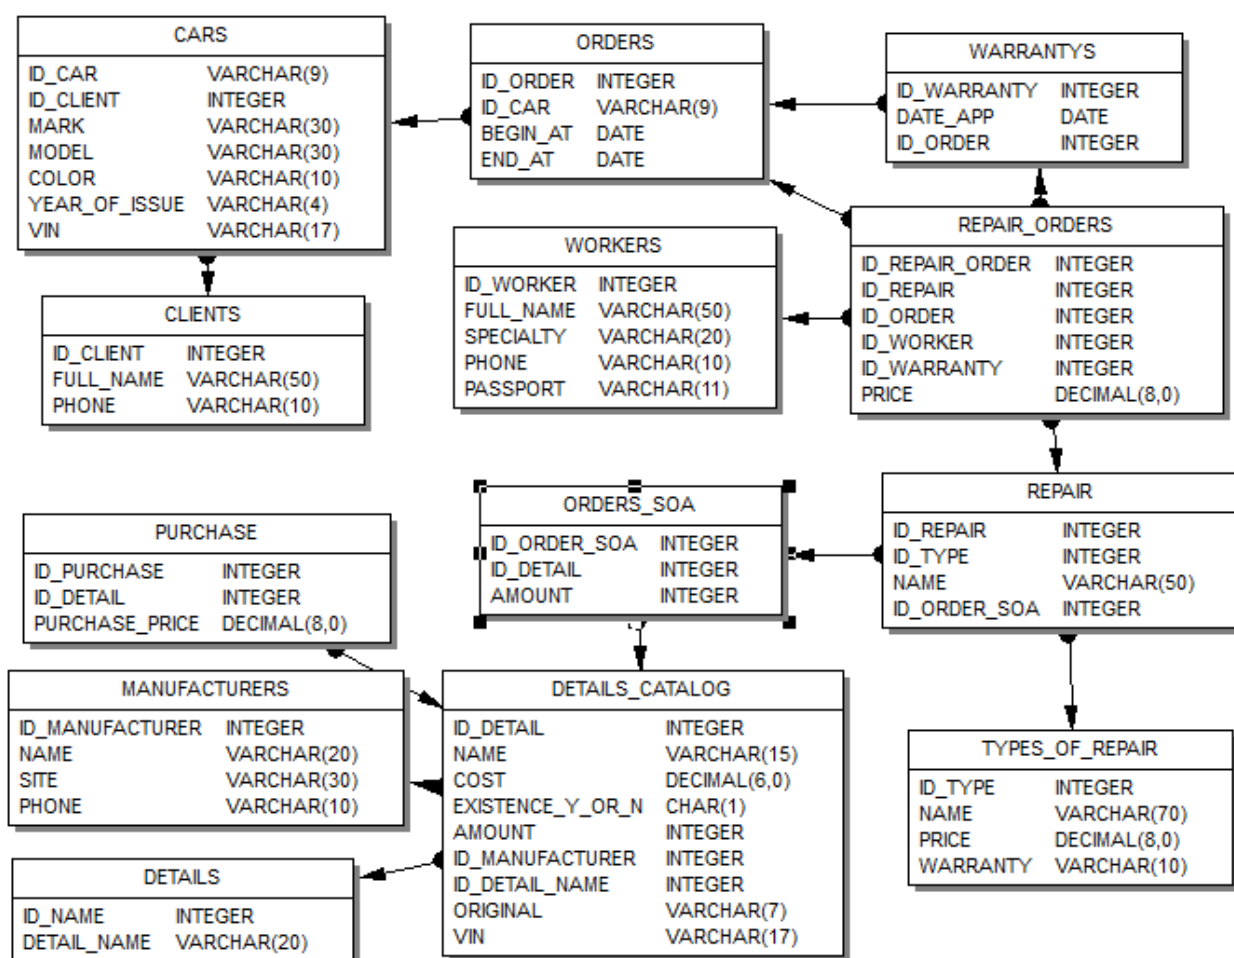 CARS
ID_CAR VARCHAR(9)
ID_CLIENT INTEGER
MARK VARCHAR(30)
MODEL VARCHAR(30)
COLOR VARCHAR(10)
YEAR_OF_ISSUE VARCHAR(4)
VIN VARCHAR(17)
ORDERS
ID_ORDER INTEGER
ID_CAR VARCHAR(9)
BEGIN_AT DATE
END_AT DATE
WARRANTYS
ID_WARRANTY INTEGER
DATE_APP DATE
ID_ORDER INTEGER
CLIENTS
ID_CLIENT INTEGER
FULL_NAME VARCHAR(50)
PHONE VARCHAR(10)
WORKERS
ID_WORKER INTEGER
FULL_NAME VARCHAR(50)
SPECIALTY VARCHAR(20)
PHONE VARCHAR(10)
PASSPORT VARCHAR(11)
REPAIR_ORDERS
ID_REPAIR_ORDER INTEGER
ID_REPAIR INTEGER
ID_ORDER INTEGER
ID_WORKER INTEGER
ID_WARRANTY INTEGER
PRICE DECIMAL(8,0)
PURCHASE
ID_PURCHASE INTEGER
ID_DETAIL INTEGER
PURCHASE_PRICE DECIMAL(8,0)
ORDERS_SOA
ID_ORDER_SOA INTEGER
ID_DETAIL INTEGER
AMOUNT INTEGER
REPAIR
ID_REPAIR INTEGER
ID_TYPE INTEGER
NAME VARCHAR(50)
ID_ORDER_SOA INTEGER
MANUFACTURERS
ID_MANUFACTURER INTEGER
NAME VARCHAR(20)
SITE VARCHAR(30)
PHONE VARCHAR(10)
DETAILS_CATALOG
ID_DETAIL INTEGER
NAME VARCHAR(15)
COST DECIMAL(6,0)
EXISTENCE_Y_OR_N CHAR(1)
AMOUNT INTEGER
ID_MANUFACTURER INTEGER
ID_DETAIL_NAME INTEGER
ORIGINAL VARCHAR(7)
VIN VARCHAR(17)
TYPES_OF_REPAIR
ID_TYPE INTEGER
NAME VARCHAR(70)
PRICE DECIMAL(8,0)
WARRANTY VARCHAR(10)
DETAILS
ID_NAME INTEGER
DETAIL_NAME VARCHAR(20)